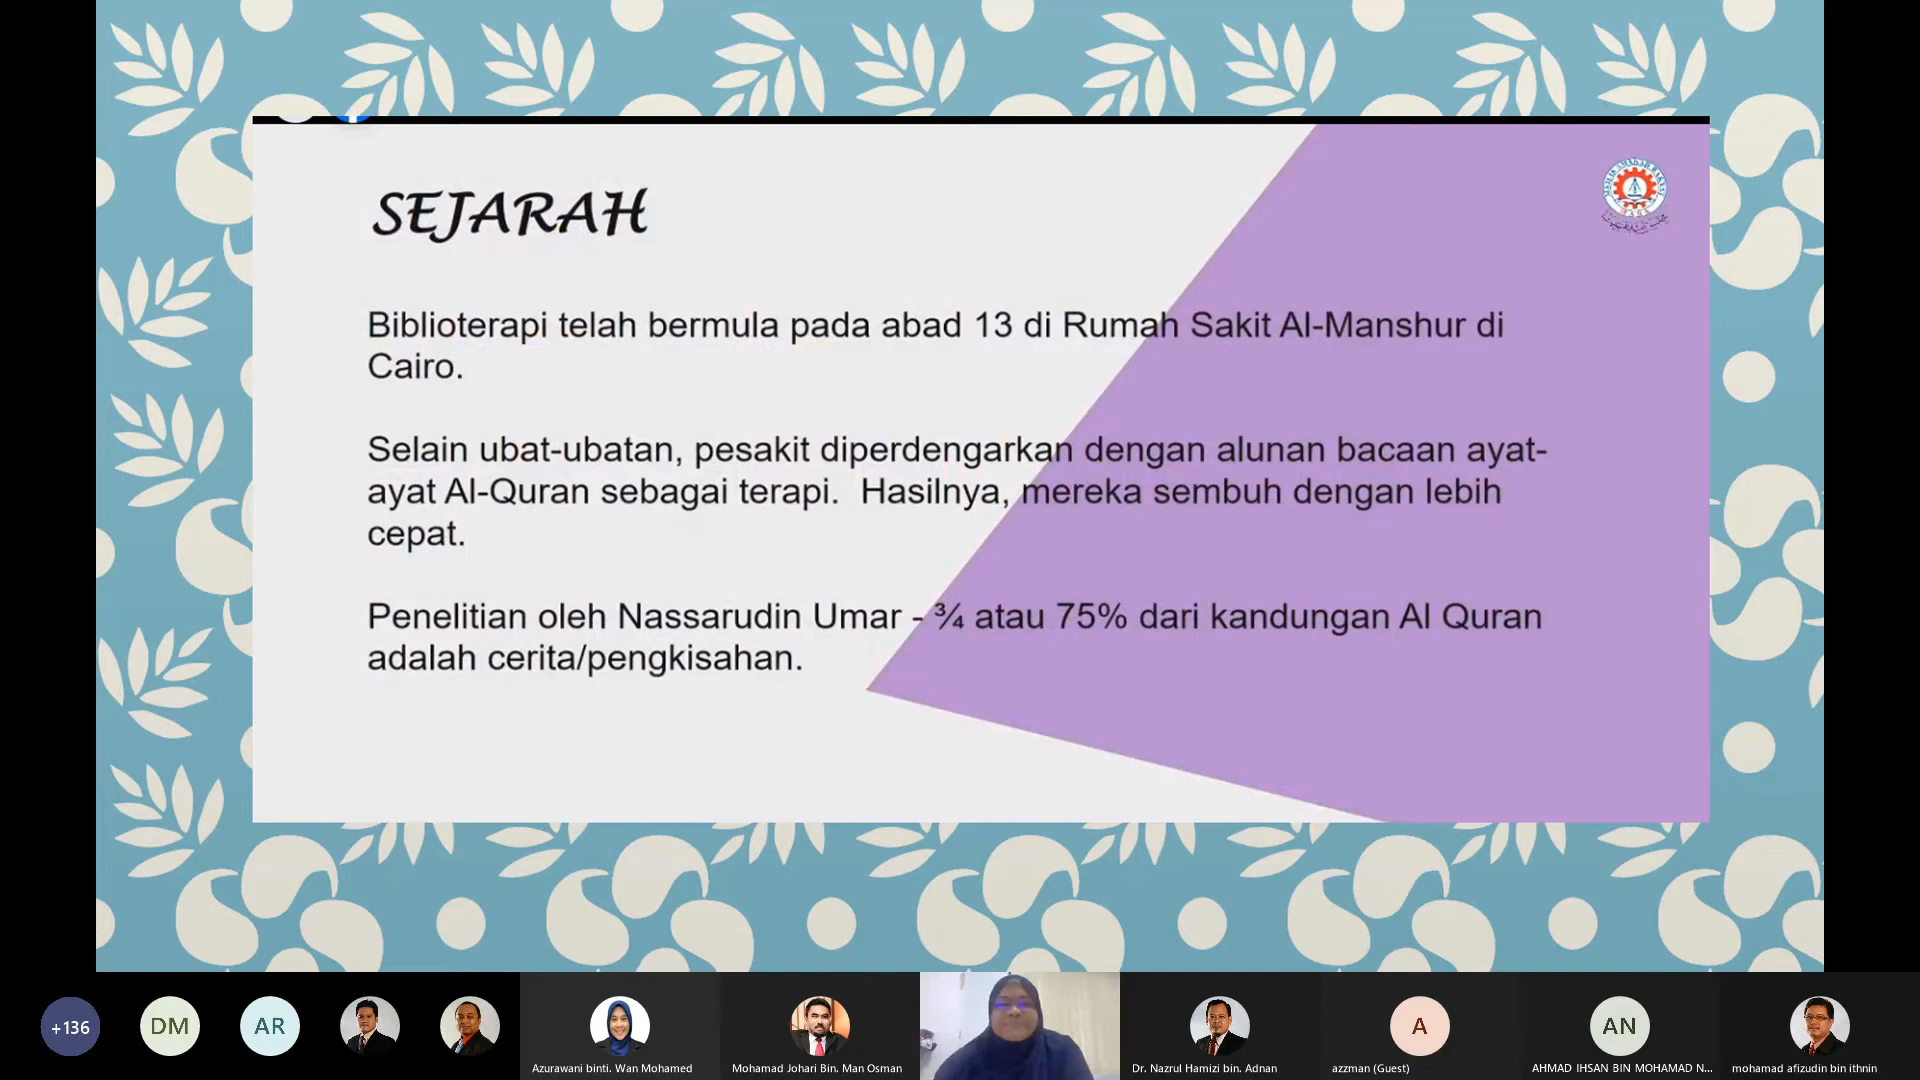 SEJARAH
Biblioterapi telah bermula pada abad 13 di Rumah Sakit Al-Manshur di
Cairo.
Selain ubat-ubatan, pesakit diperdengarkan dengan alunan bacaan ayat-
ayat Al-Quran sebagai terapi.  Hasilnya, mereka sembuh dengan lebih
cepat.
Penelitian oleh Nassarudin Umar - ¾ atau 75% dari kandungan Al Quran
adalah cerita/pengkisahan.
+136
DM
AR
A
AN
Azurawani binti. Wan Mohamed
Mohamad Johari Bin. Man Osman
Dr. Nazrul Hamizi bin. Adnan
azzman (Guest)
AHMAD IHSAN BIN MOHAMAD N...
mohamad afizudin bin ithnin